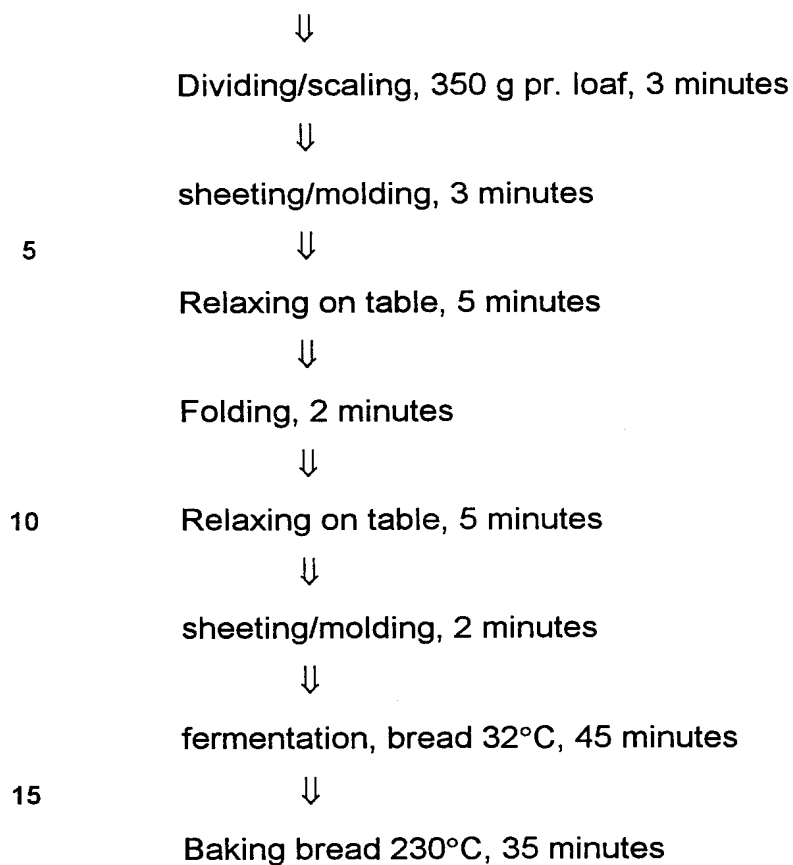 ⇓
Dividing/scaling, 350 g pr. loaf, 3 minutes
⇓
sheeting/molding, 3 minutes
5 ⇓
Relaxing on table, 5 minutes
⇓
Folding, 2 minutes
⇓
10 Relaxing on table, 5 minutes
⇓
sheeting/molding, 2 minutes
⇓
fermentation, bread 32°C, 45 minutes
15 ⇓
Baking bread 230°C, 35 minutes